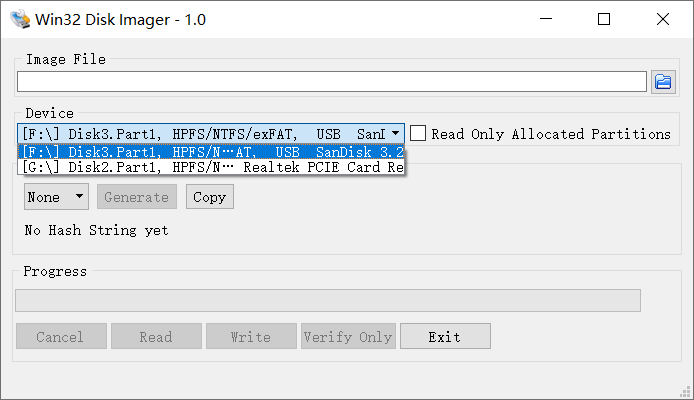 Win32 Disk Imager - 1.0
Image File
Device
[F:\] Disk3.Part1, HPFS/NTFS/exFAT,  USB  SanI
Read Only Allocated Partitions
[F:\] Disk3.Part1, HPFS/N⋯AT,  USB  SanDisk 3.2
[G:\] Disk2.Part1, HPFS/N⋯ Realtek PCIE Card Re
None
Generate
Copy
No Hash String yet
Progress
Cancel
Read
Write
Verify Only
Exit